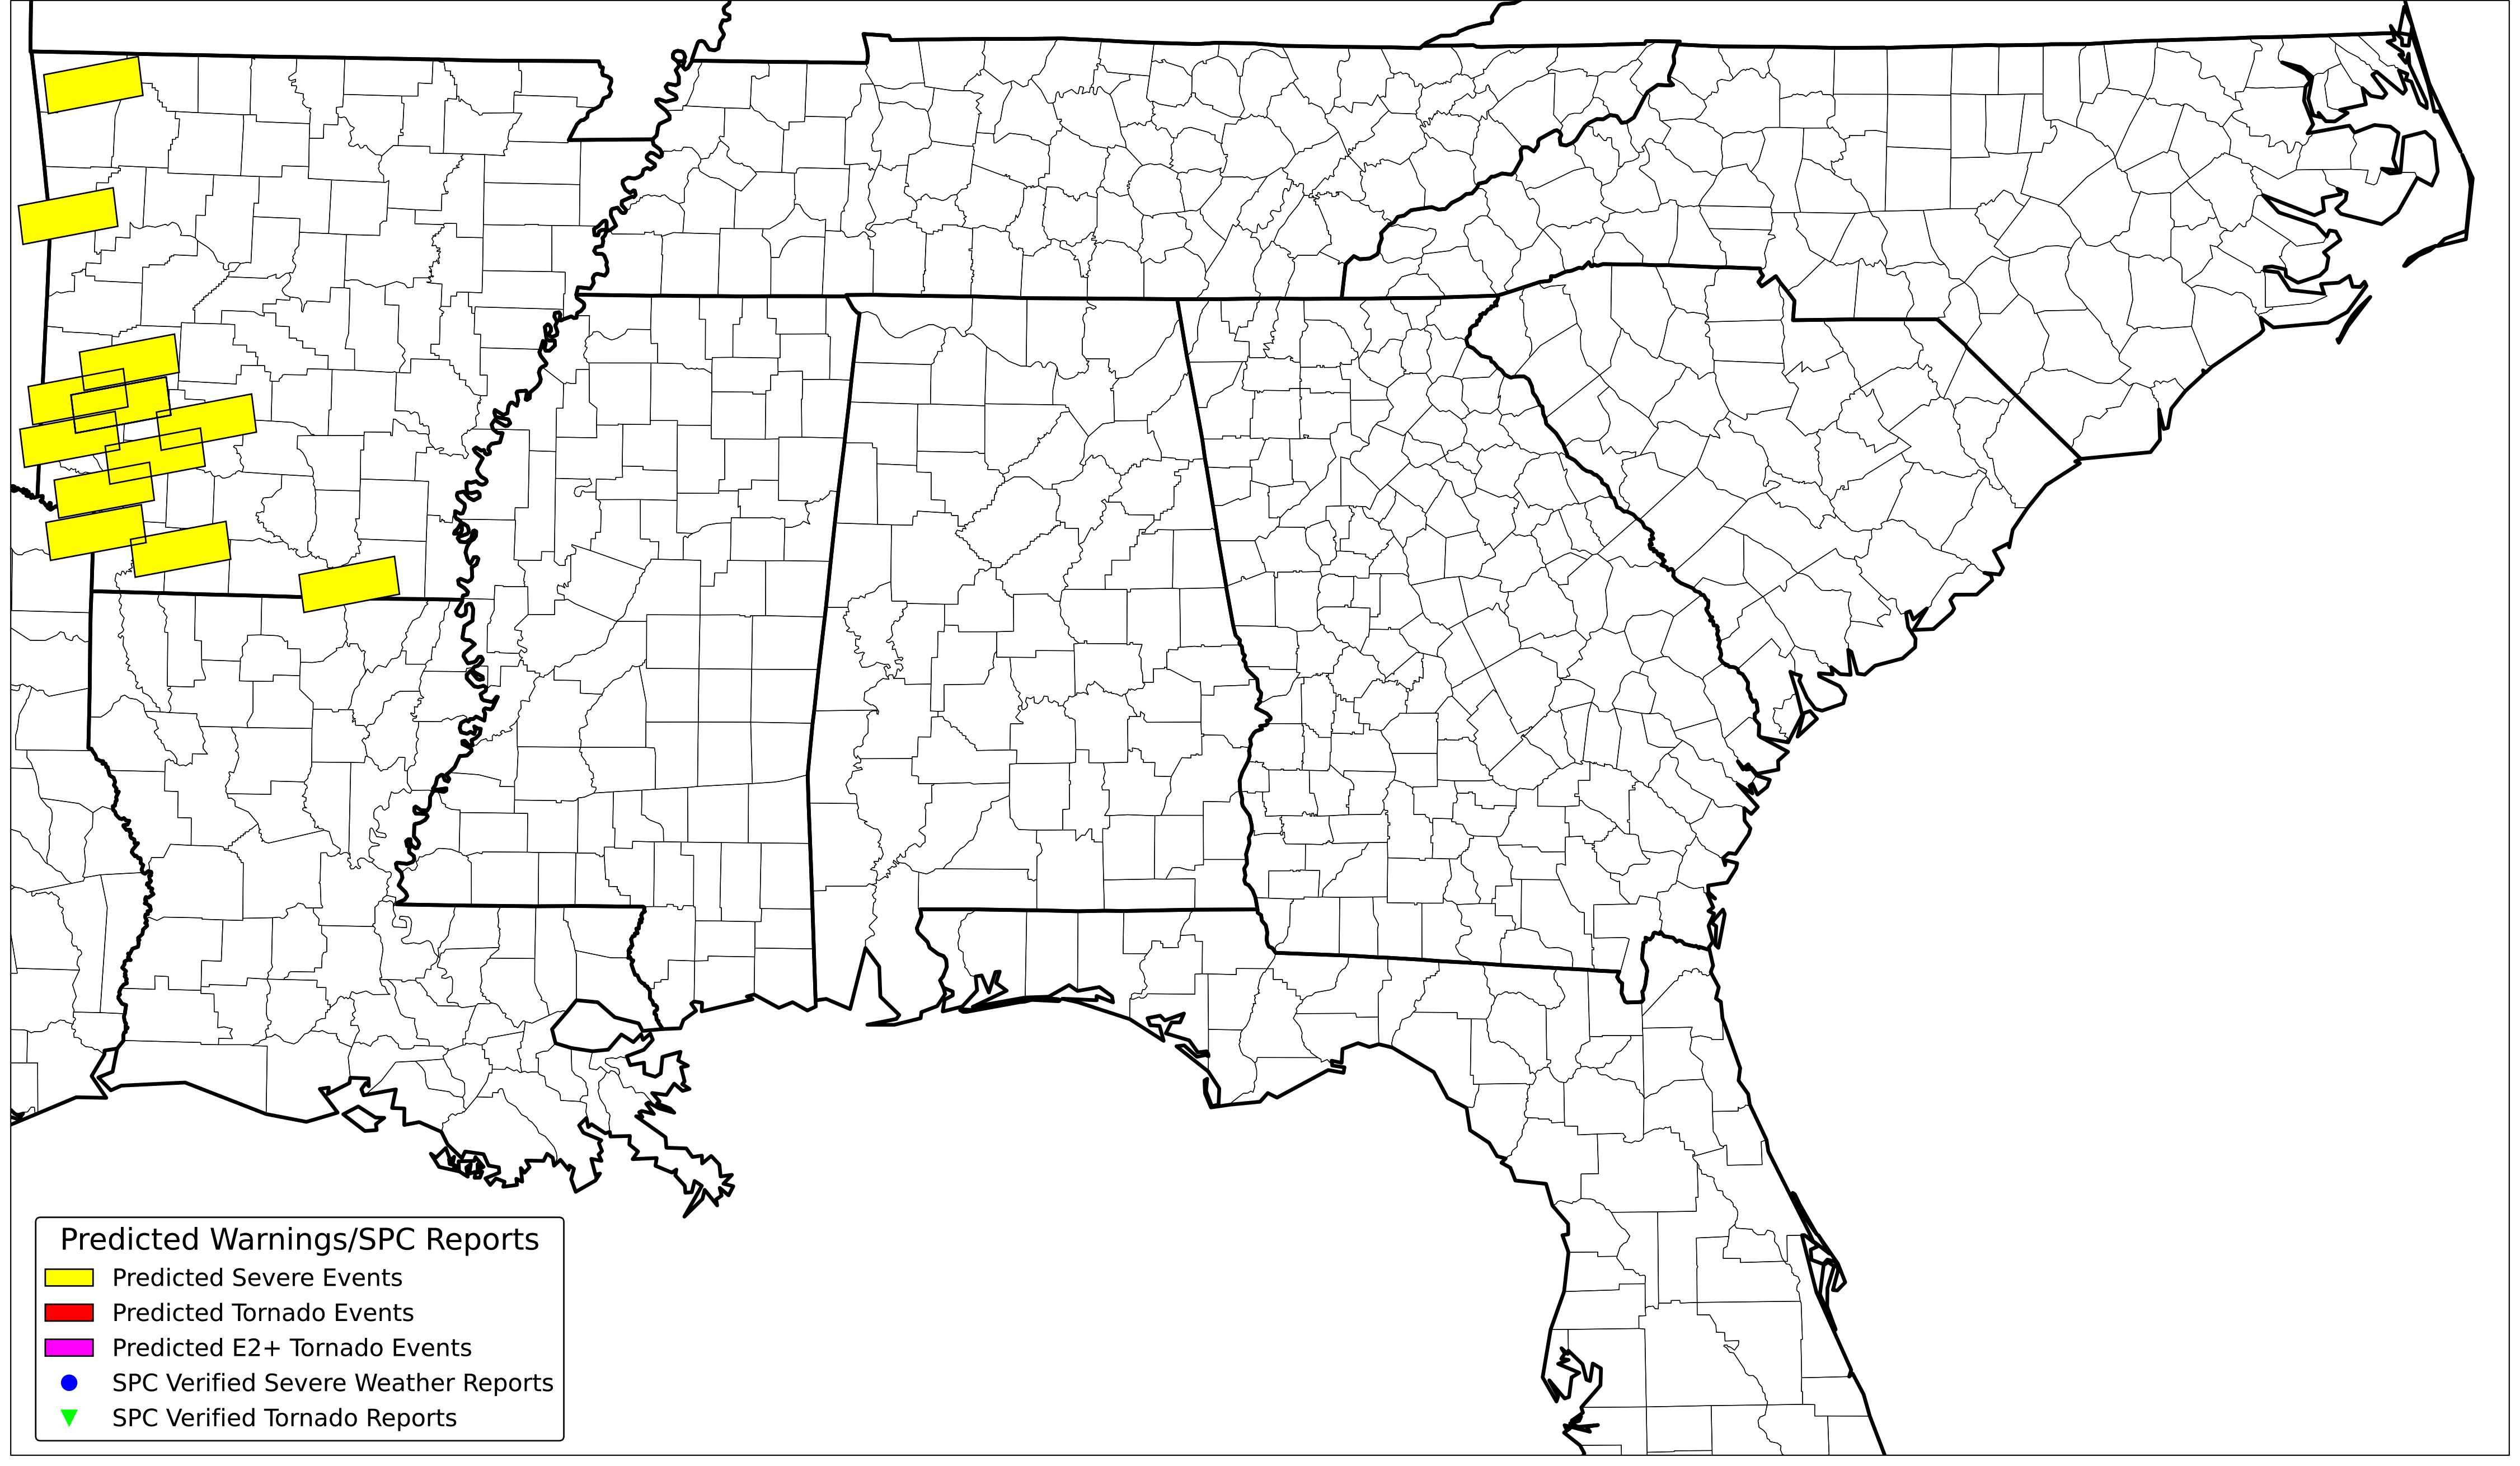 Predicted Warnings/SPC Reports
Predicted Severe Events
Predicted Tornado Events
Predicted E2+ Tornado Events
SPC Verified Severe Weather Reports
SPC Verified Tornado Reports